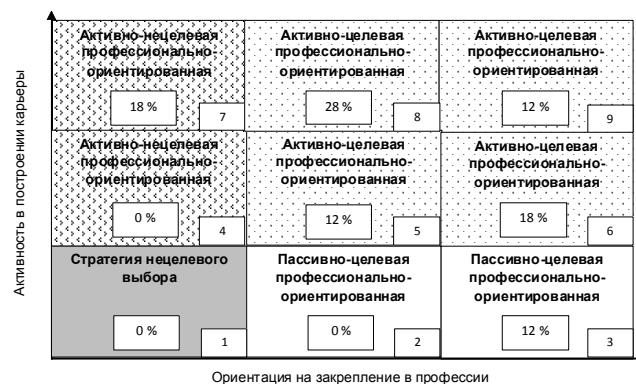 Активность в построении карьеры
Активно-нецелевая
профессионально-
ориентированная
18 %
7
Активно-целевая
профессионально-
ориентированная
28 %
8
Активно-целевая
профессионально-
ориентированная
12 %
9
Активно-нецелевая
профессионально-
ориентированная
0 %
4
Активно-целевая
профессионально-
ориентированная
12 %
5
Активно-целевая
профессионально-
ориентированная
18 %
6
Стратегия нецелевого
выбора
0 %
1
Пассивно-целевая
профессионально-
ориентированная
0 %
2
Пассивно-целевая
профессионально-
ориентированная
12 %
3
Ориентация на закрепление в профессии